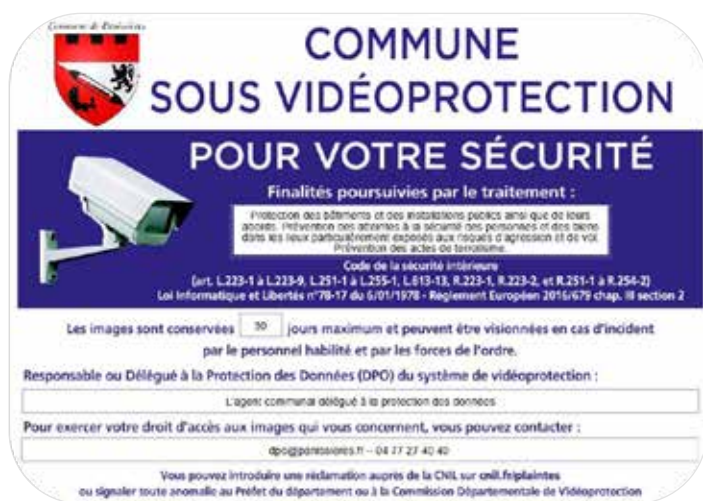 Commune de Panissières
COMMUNE
SOUS VIDÉOPROTECTION
POUR VOTRE SÉCURITÉ
Finalités poursuivies par le traitement :
Protection des bâtiments et des installations publics ainsi que de leurs
abords. Prévention des atteintes à la sécurité des personnes et des biens
dans les lieux particulièrement exposés aux risques d'agression et de vol.
Prévention des actes de terrorisme.
Code de la sécurité intérieure
(art. L.223-1 à L.223-9, L.251-1 à L.255-1, L.613-13, R.223-1, R.223-2, et R.251-1 à R.254-2)
Loi Informatique et Libertés n°78-17 du 6/01/1978 - Règlement Européen 2016/679 chap. III section 2
Les images sont conservées 30 jours maximum et peuvent être visionnées en cas d'incident
par le personnel habilité et par les forces de l'ordre.
Responsable ou Délégué à la Protection des Données (DPO) du système de vidéoprotection :
L'agent communal délégué à la protection des données
Pour exercer votre droit d'accès aux images qui vous concernent, vous pouvez contacter :
dpo@panissieres.fr – 04 77 27 40 40
Vous pouvez introduire une réclamation auprès de la CNIL sur cnil.fr/plaintes
ou signaler toute anomalie au Préfet du département ou à la Commission Départementale de Vidéoprotection